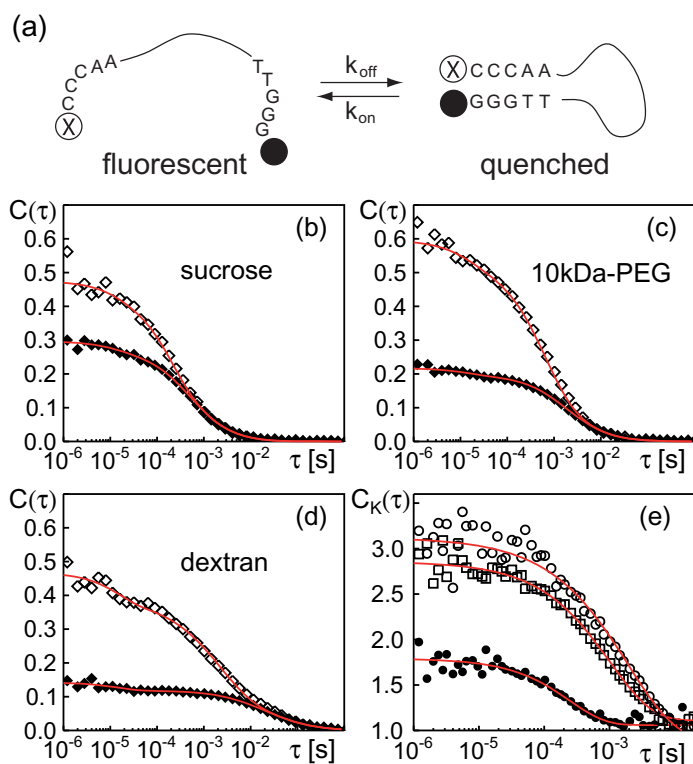 (a)
C C C A A
X
T T G G G
k_off
k_on
X C C C A A
G G G T T
fluorescent
quenched
C(τ)
(b)
sucrose
0.6
0.5
0.4
0.3
0.2
0.1
0.0
10^-6 10^-5 10^-4 10^-3 10^-2 τ [s]
C(τ)
(c)
10kDa-PEG
0.6
0.5
0.4
0.3
0.2
0.1
0.0
10^-6 10^-5 10^-4 10^-3 10^-2 τ [s]
C(τ)
(d)
dextran
0.6
0.5
0.4
0.3
0.2
0.1
0.0
10^-6 10^-5 10^-4 10^-3 10^-2 τ [s]
C_K(τ)
(e)
3.0
2.5
2.0
1.5
1.0
10^-6 10^-5 10^-4 10^-3 τ [s]